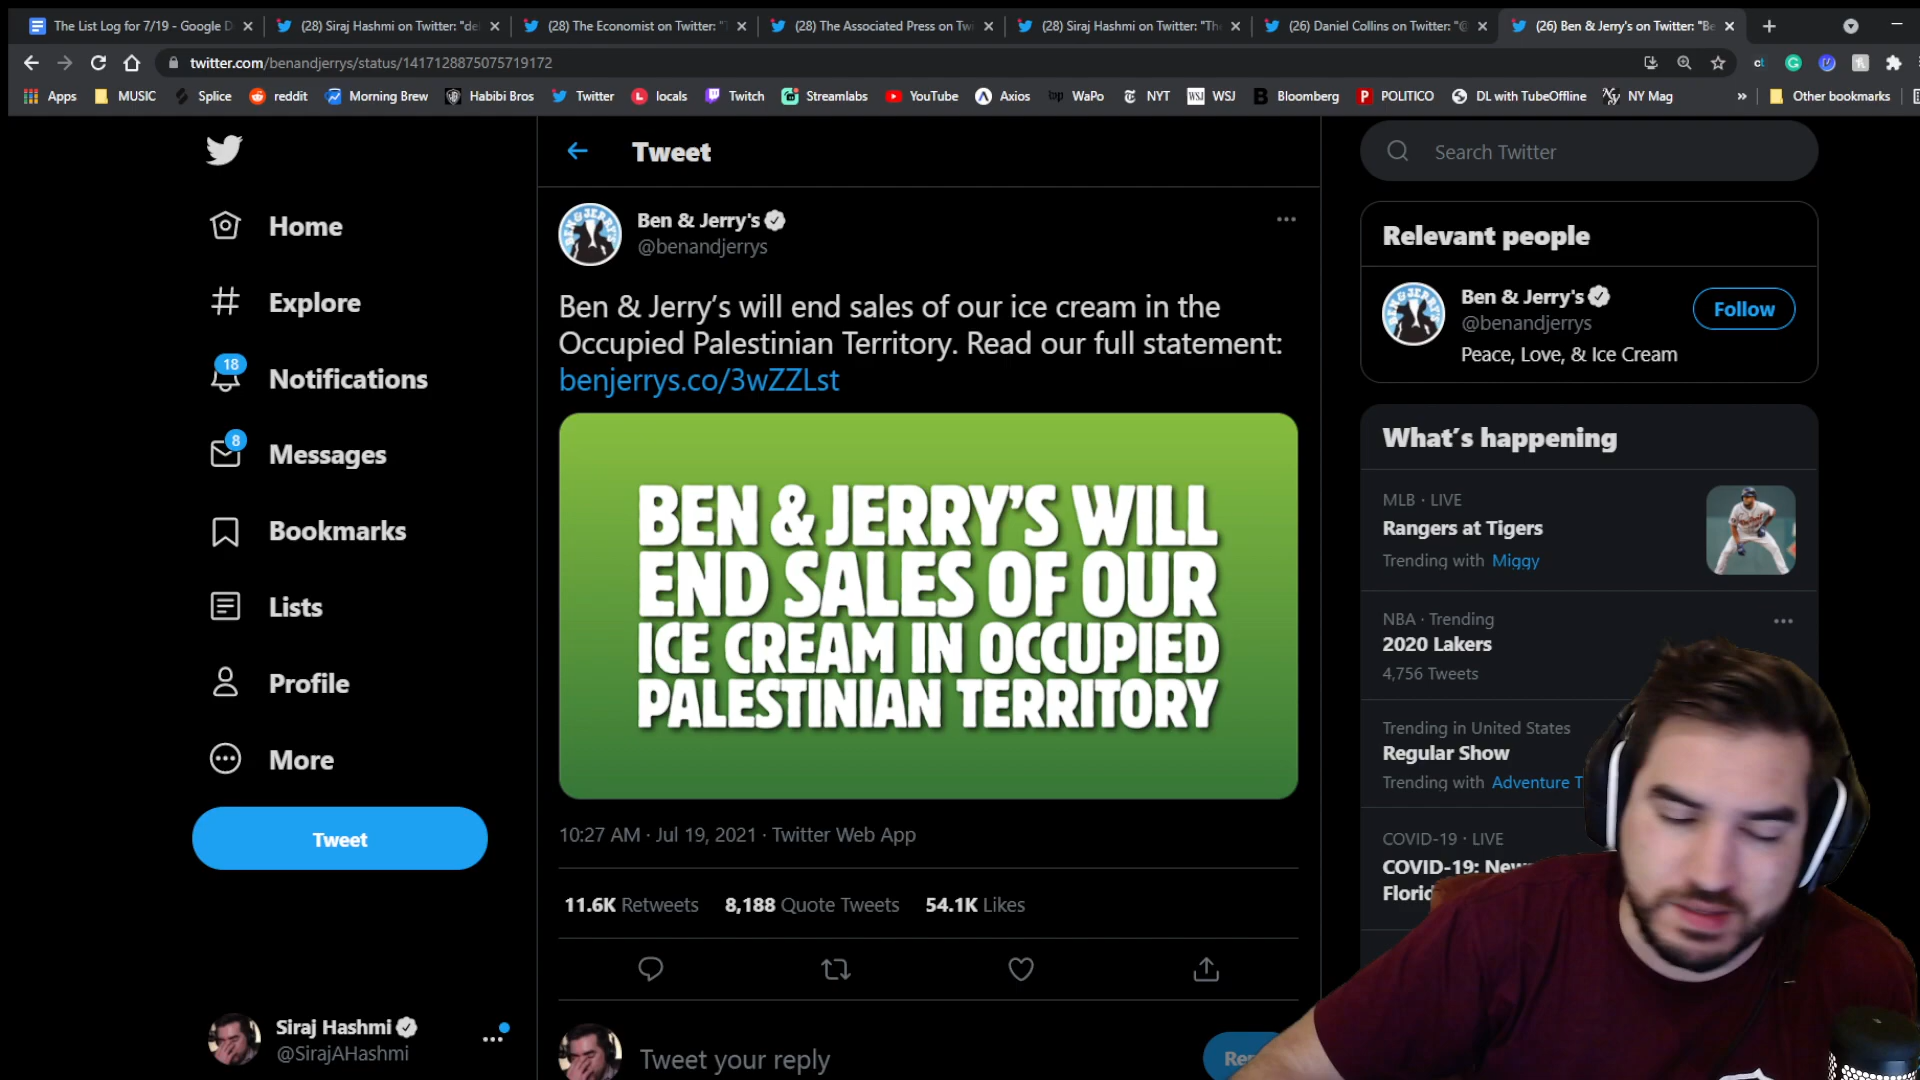 The List Log for 7/19 - Google D
(28) Siraj Hashmi on Twitter: "de
(28) The Economist on Twitter: "
(28) The Associated Press on Twi
(28) Siraj Hashmi on Twitter: "Th
(26) Daniel Collins on Twitter: "@
(26) Ben & Jerry's on Twitter: "Be
twitter.com/benandjerrys/status/1417128875075719172
Apps
MUSIC
Splice
reddit
Morning Brew
Habibi Bros
Twitter
locals
Twitch
Streamlabs
YouTube
Axios
WaPo
NYT
WSJ
Bloomberg
POLITICO
DL with TubeOffline
NY Mag
»
Other bookmarks
Home
Explore
18
Notifications
8
Messages
Bookmarks
Lists
Profile
More
Tweet
Siraj Hashmi
@SirajAHashmi
Tweet
Ben & Jerry's
@benandjerrys
Ben & Jerry's will end sales of our ice cream in the
Occupied Palestinian Territory. Read our full statement:
benjerrys.co/3wZZLst
BEN & JERRY'S WILL
END SALES OF OUR
ICE CREAM IN OCCUPIED
PALESTINIAN TERRITORY
10:27 AM · Jul 19, 2021 · Twitter Web App
11.6K Retweets 8,188 Quote Tweets 54.1K Likes
Tweet your reply
Search Twitter
Relevant people
Ben & Jerry's
@benandjerrys
Follow
Peace, Love, & Ice Cream
What's happening
MLB · LIVE
Rangers at Tigers
Trending with Miggy
NBA · Trending
2020 Lakers
4,756 Tweets
Trending in United States
Regular Show
Trending with Adventure T
COVID-19 · LIVE
COVID-19: New
Florid